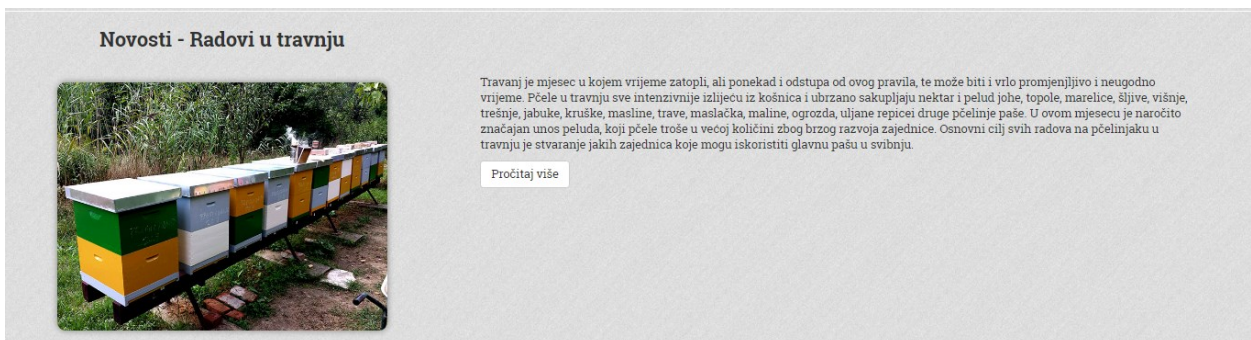 Novosti - Radovi u travnju
Travanj je mjesec u kojem vrijeme zatopli, ali ponekad i odstupa od ovog pravila, te može biti i vrlo promjenjljivo i neugodno
vrijeme. Pčele u travnju sve intenzivnije izlijeću iz košnica i ubrzano sakupljaju nektar i pelud johe, topole, marelice, šljive, višnje,
trešnje, jabuke, kruške, masline, trave, maslačka, maline, ogrozda, uljane repicei druge pčelinje paše. U ovom mjesecu je naročito
značajan unos peluda, koji pčele troše u većoj količini zbog brzog razvoja zajednice. Osnovni cilj svih radova na pčelinjaku u
travnju je stvaranje jakih zajednica koje mogu iskoristiti glavnu pašu u svibnju.
Pročitaj više